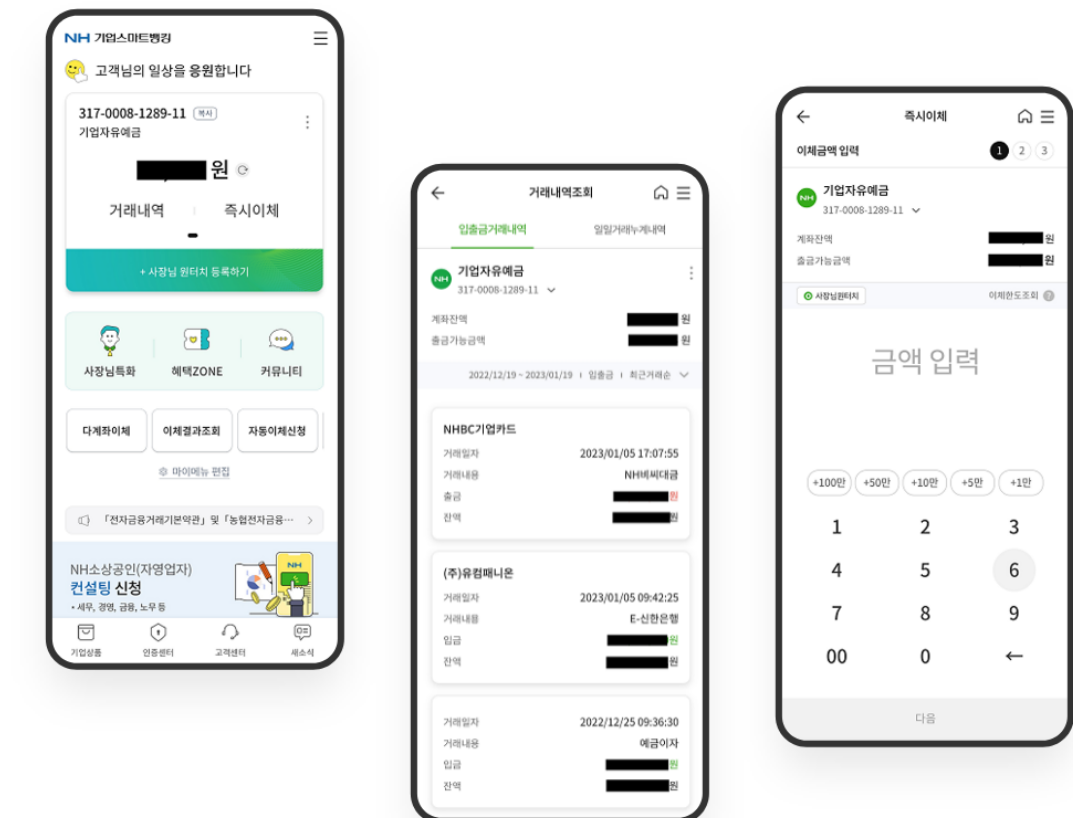 NH 기업스마트뱅킹
고객님의 일상을 응원합니다
317-0008-1289-11 복사
기업자유예금
원
거래내역 즉시이체
+ 사장님 원터치 등록하기
사장님특화 혜택ZONE 커뮤니티
다계좌이체 이체결과조회 자동이체신청
마이메뉴 편집
「전자금융거래기본약관」 및 「농협전자금융…
NH소상공인(자영업자)
컨설팅 신청
• 세무, 경영, 금융, 노무 등
NH
기업상품 인증센터 고객센터 새소식
거래내역조회
입출금거래내역 일일거래누계내역
NH 기업자유예금
317-0008-1289-11
계좌잔액 원
출금가능금액 원
2022/12/19 ~ 2023/01/19 입출금 최근거래순
NHBC기업카드
거래일자 2023/01/05 17:07:55
거래내용 NH비씨대금
출금 원
잔액 원
(주)유컴패니온
거래일자 2023/01/05 09:42:25
거래내용 E-신한은행
입금 원
잔액 원
거래일자 2022/12/25 09:36:30
거래내용 예금이자
입금 원
잔액 원
즉시이체
이체금액 입력 1 2 3
NH 기업자유예금
317-0008-1289-11
계좌잔액 원
출금가능금액 원
사장님원터치 이체한도조회 ?
금액 입력
+100만 +50만 +10만 +5만 +1만
1 2 3
4 5 6
7 8 9
00 0 ←
다음